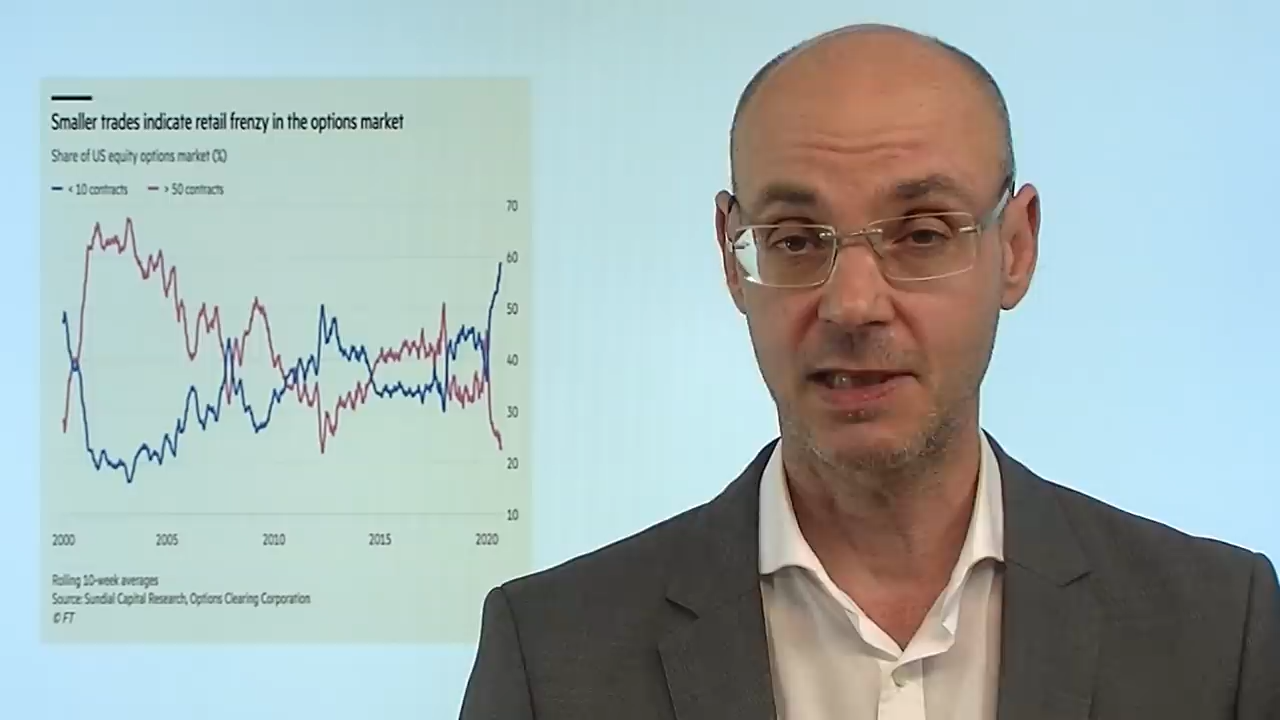 Smaller trades indicate retail frenzy in the options market
Share of US equity options market (%)
< 10 contracts > 50 contracts
70
60
50
40
30
20
10
2000 2005 2010 2015 2020
Rolling 10-week averages
Source: Sundial Capital Research, Options Clearing Corporation
© FT